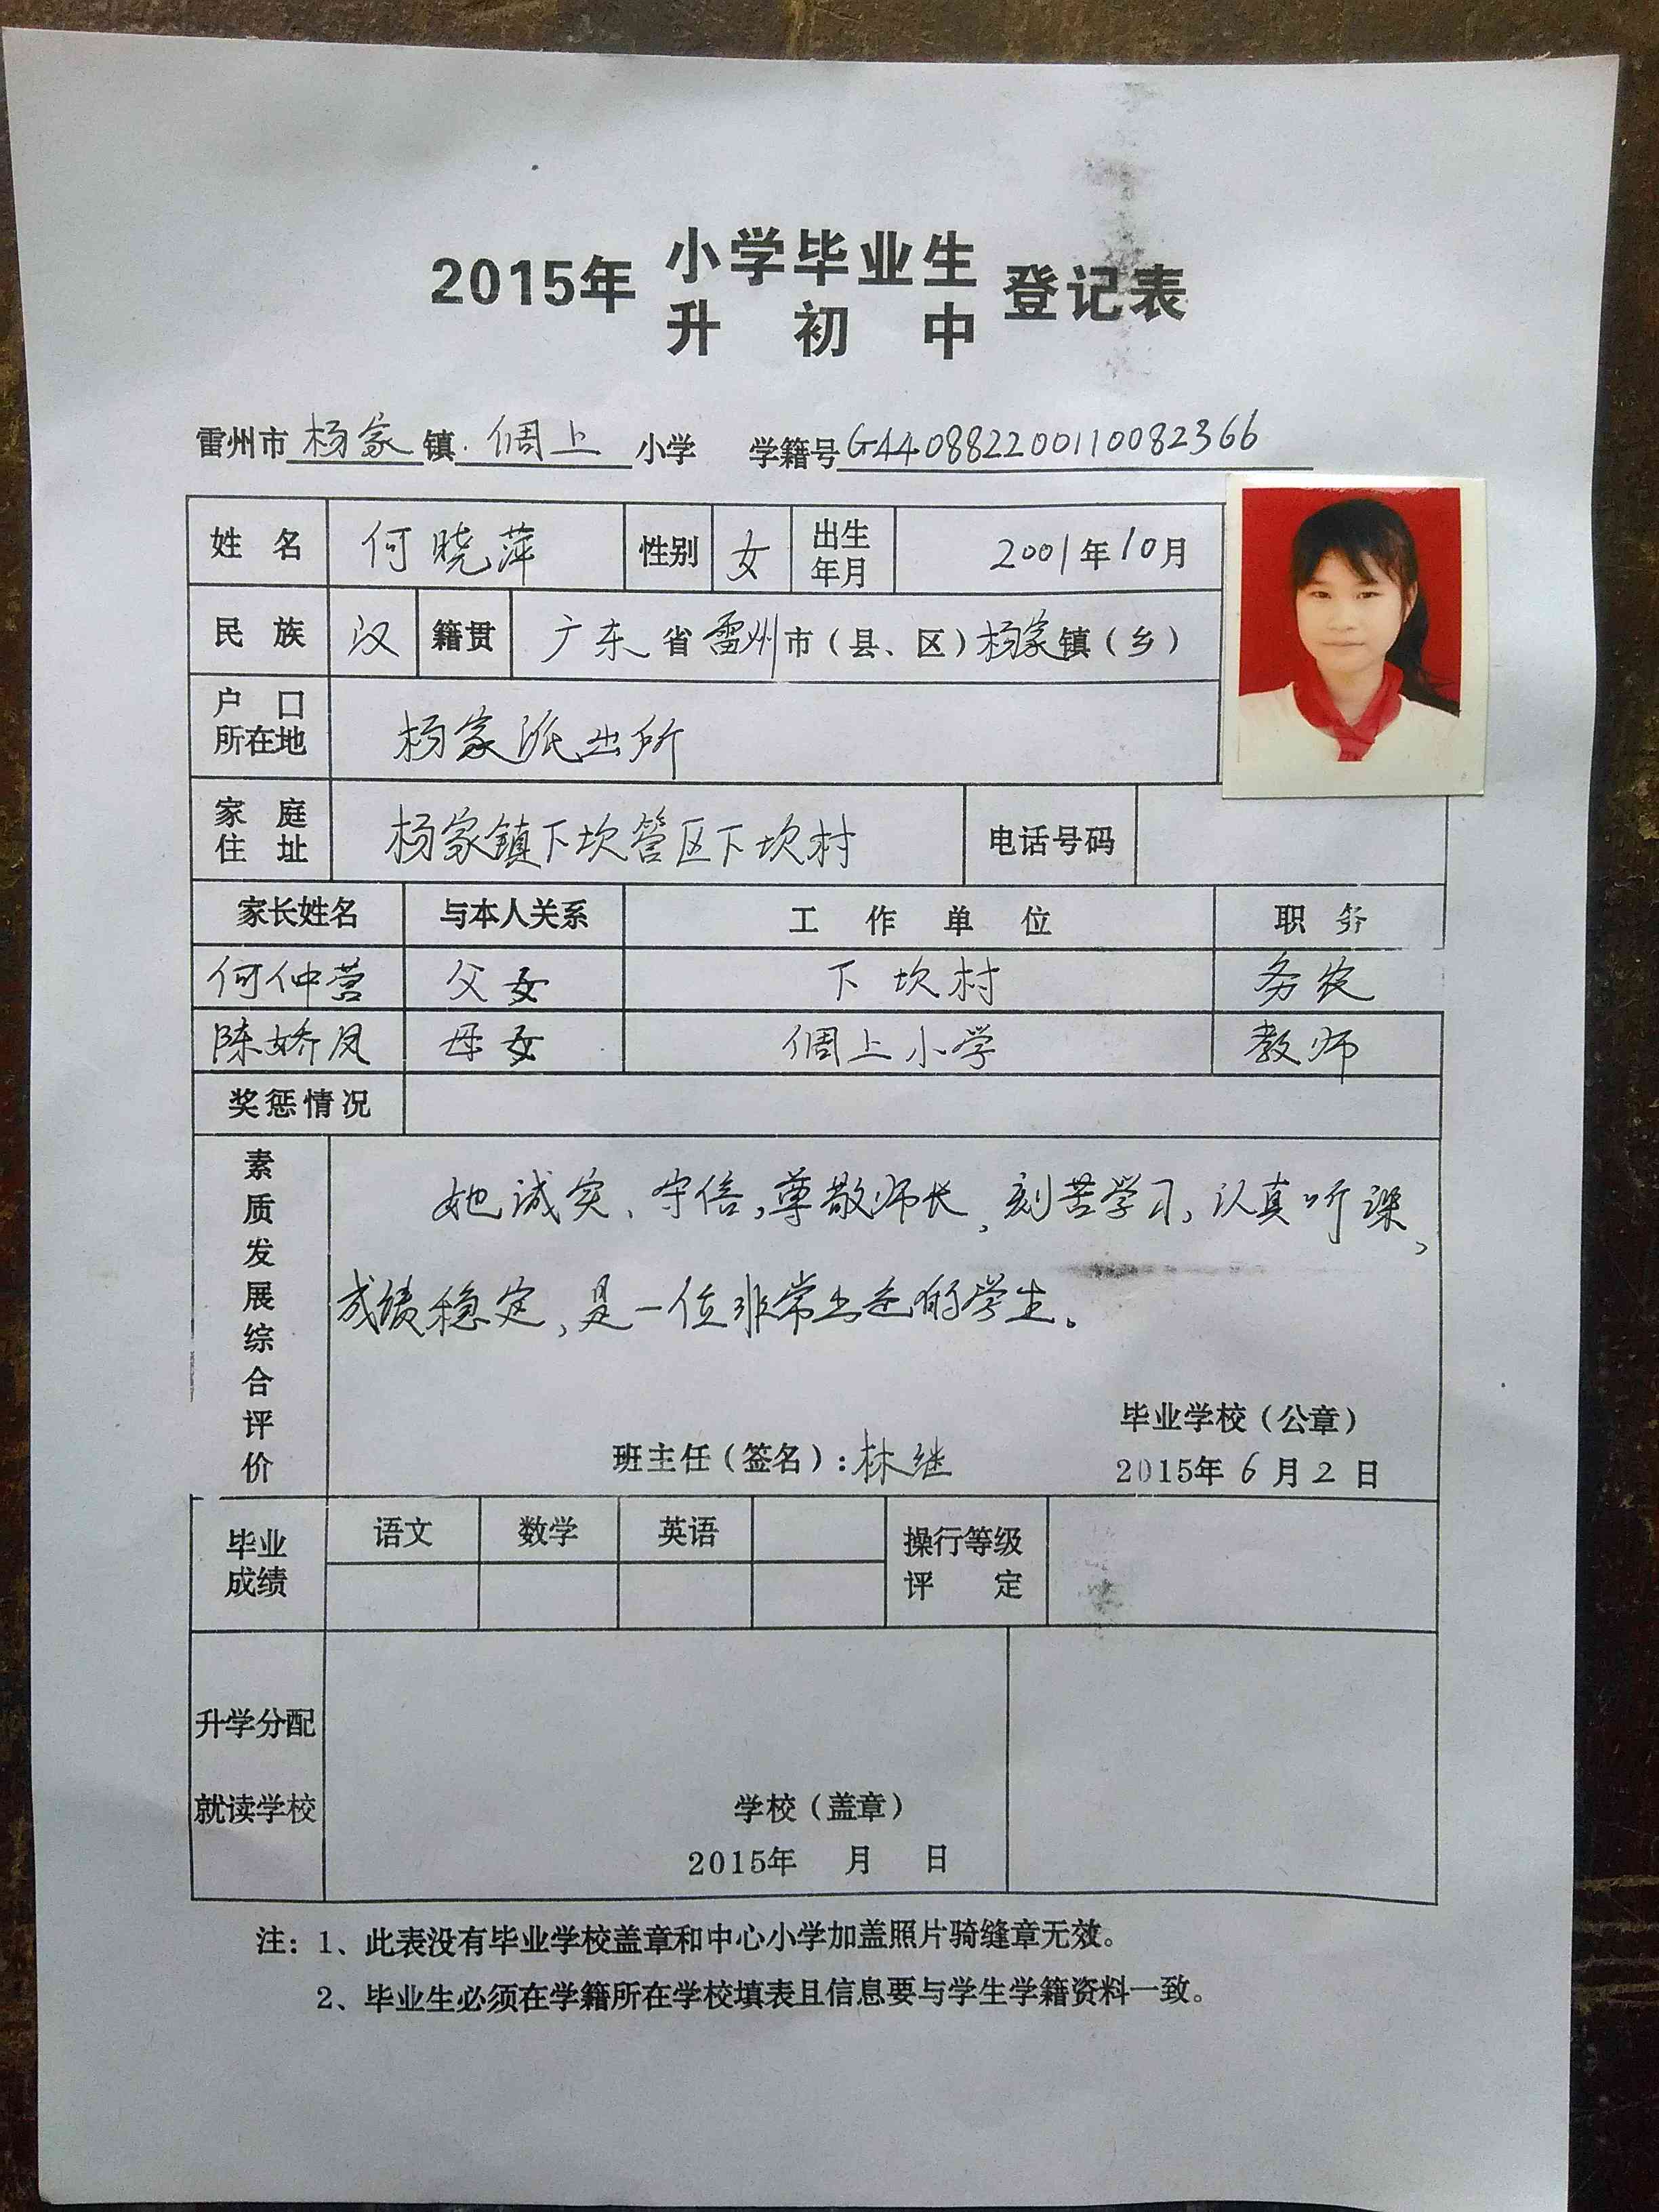 2015年 小学毕业生 登记表
升初中
雷州市 杨家 镇 倜上 小学 学籍号 G440882200110082366
姓名 何晓萍 性别 女 出生年月 2001年10月
民族 汉 籍贯 广东省雷州市(县、区)杨家镇(乡)
户口所在地 杨家派出所
家庭住址 杨家镇下坎管区下坎村 电话号码
家长姓名 与本人关系 工作单位 职务
何仲营 父女 下坎村 务农
陈娇凤 母女 倜上小学 教师
奖惩情况
素质发展综合评价
她诚实、守信,尊敬师长,刻苦学习,认真听课,
成绩稳定,是一位非常出色的学生。
毕业学校(公章)
班主任(签名):林继 2015年6月2日
毕业成绩 语文 数学 英语 操行等级评定
升学分配
就读学校 学校(盖章)
2015年 月 日
注:1、此表没有毕业学校盖章和中心小学加盖照片骑缝章无效。
2、毕业生必须在学籍所在学校填表且信息要与学生学籍资料一致。